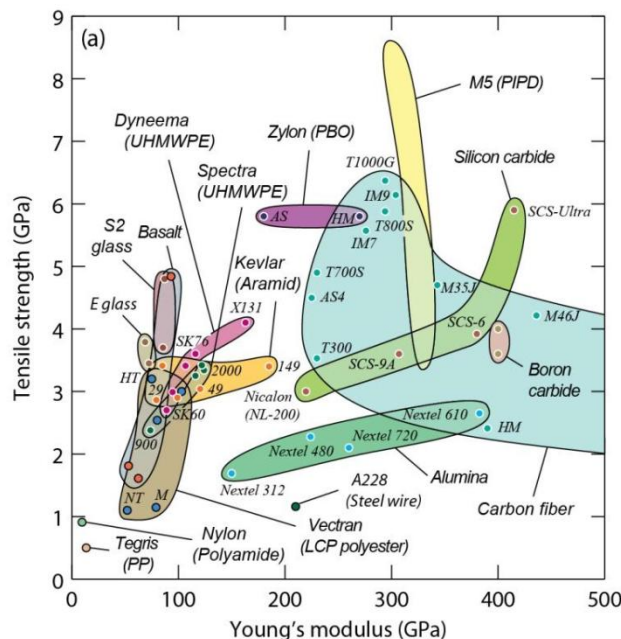 (a)
9
8
7
6
5
4
3
2
1
0
Tensile strength (GPa)
0
100
200
300
400
500
Young's modulus (GPa)
M5 (PIPD)
Dyneema
(UHMWPE)
Zylon (PBO)
Spectra
(UHMWPE)
T1000G
Silicon carbide
IM9
SCS-Ultra
AS
HM
T800S
IM7
S2
glass
Basalt
Kevlar
(Aramid)
T700S
M35J
E glass
X131
AS4
M46J
SK76
SCS-6
T300
SCS-9A
HT
29
2000
149
49
Nicalon
(NL-200)
Boron
carbide
SK60
900
Nextel 610
HM
Nextel 480
Nextel 720
Nextel 312
Alumina
NT
M
A228
(Steel wire)
Carbon fiber
Nylon
(Polyamide)
Vectran
(LCP polyester)
Tegris
(PP)